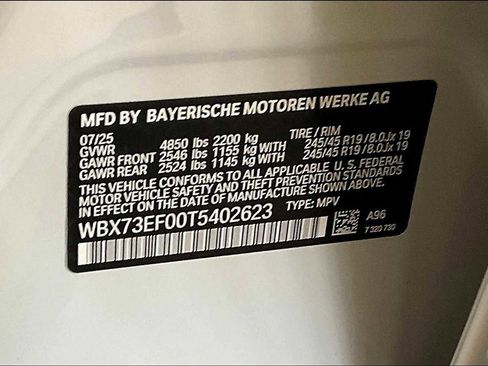 MFD BY BAYERISCHE MOTOREN WERKE AG
07/25 TIRE / RIM
GVWR 4850 lbs 2200 kg
GAWR FRONT 2546 lbs 1155 kg WITH 245/45 R19 / 8.0Jx 19
GAWR REAR 2524 lbs 1145 kg WITH 245/45 R19 / 8.0Jx 19
THIS VEHICLE CONFORMS TO ALL APPLICABLE U. S. FEDERAL
MOTOR VEHICLE SAFETY AND THEFT PREVENTION STANDARDS
IN EFFECT ON THE DATE OF MANUFACTURE SHOWN ABOVE.
WBX73EF00T5402623 TYPE: MPV
A96
7 320 730